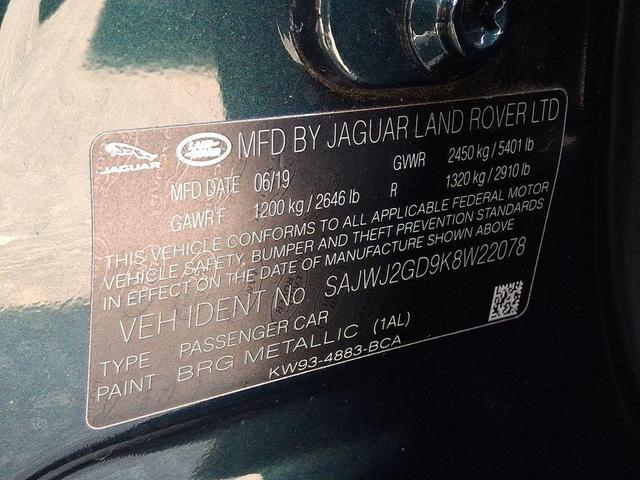 JAGUAR LAND ROVER MFD BY JAGUAR LAND ROVER LTD
MFD DATE 06/19 GVWR 2450 kg / 5401 lb
GAWR F 1200 kg / 2646 lb R 1320 kg / 2910 lb
THIS VEHICLE CONFORMS TO ALL APPLICABLE FEDERAL MOTOR
VEHICLE SAFETY, BUMPER AND THEFT PREVENTION STANDARDS
IN EFFECT ON THE DATE OF MANUFACTURE SHOWN ABOVE
VEH IDENT No. SAJWJ2GD9K8W22078
TYPE PASSENGER CAR
PAINT BRG METALLIC (1AL)
KW93-4883-BCA